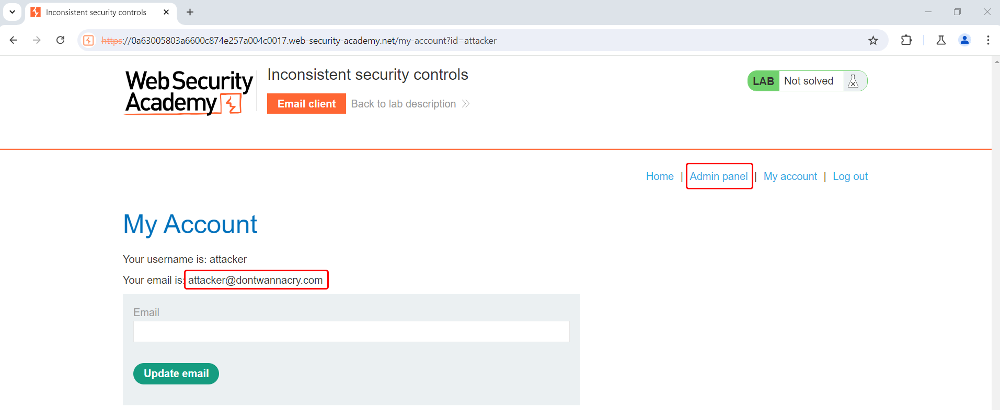 Inconsistent security controls
https://0a63005803a6600c874e257a004c0017.web-security-academy.net/my-account?id=attacker
Web Security
Academy
Inconsistent security controls
Email client Back to lab description
LAB Not solved
Home | Admin panel | My account | Log out
My Account
Your username is: attacker
Your email is: attacker@dontwannacry.com
Email
Update email